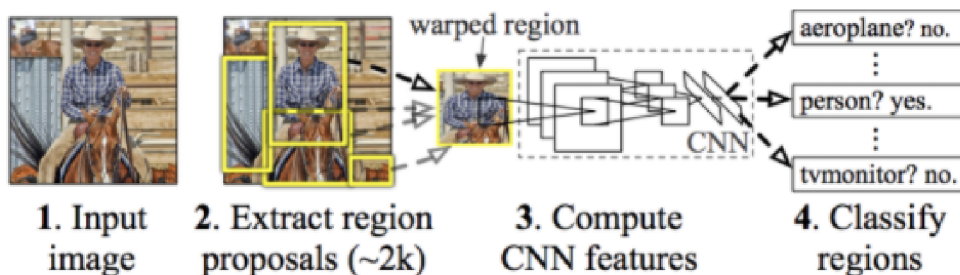 warped region
aeroplane? no.
person? yes.
CNN
tvmonitor? no.
1. Input
image
2. Extract region
proposals (~2k)
3. Compute
CNN features
4. Classify
regions